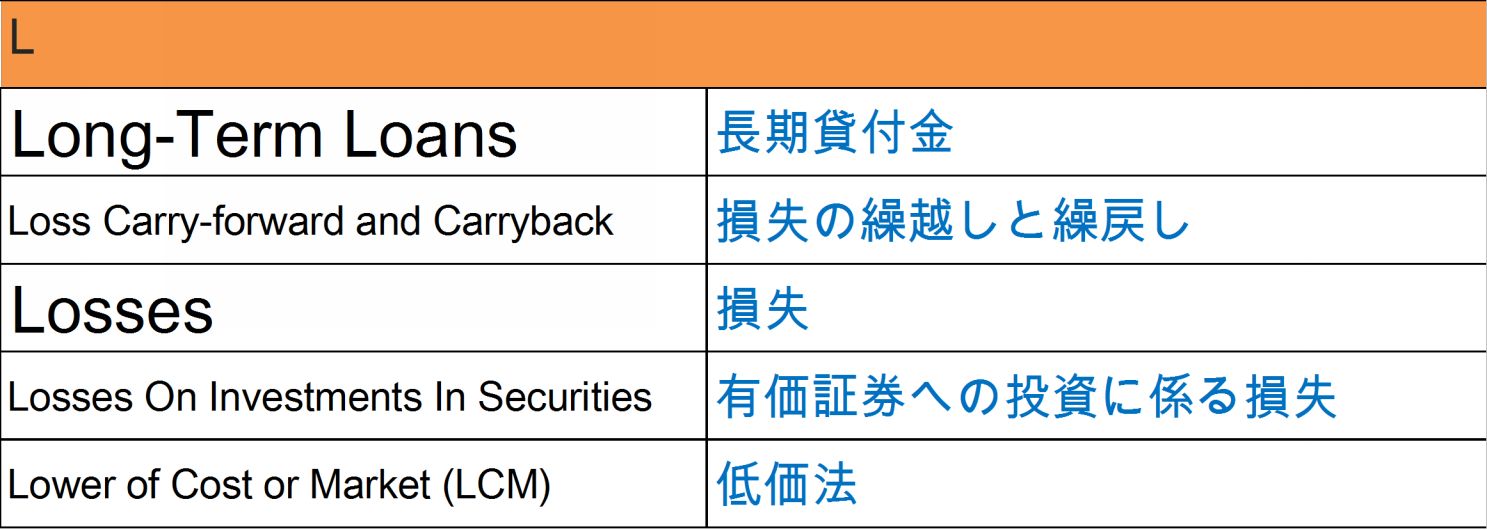 L
Long-Term Loans 長期貸付金
Loss Carry-forward and Carryback 損失の繰越しと繰戻し
Losses 損失
Losses On Investments In Securities 有価証券への投資に係る損失
Lower of Cost or Market (LCM) 低価法